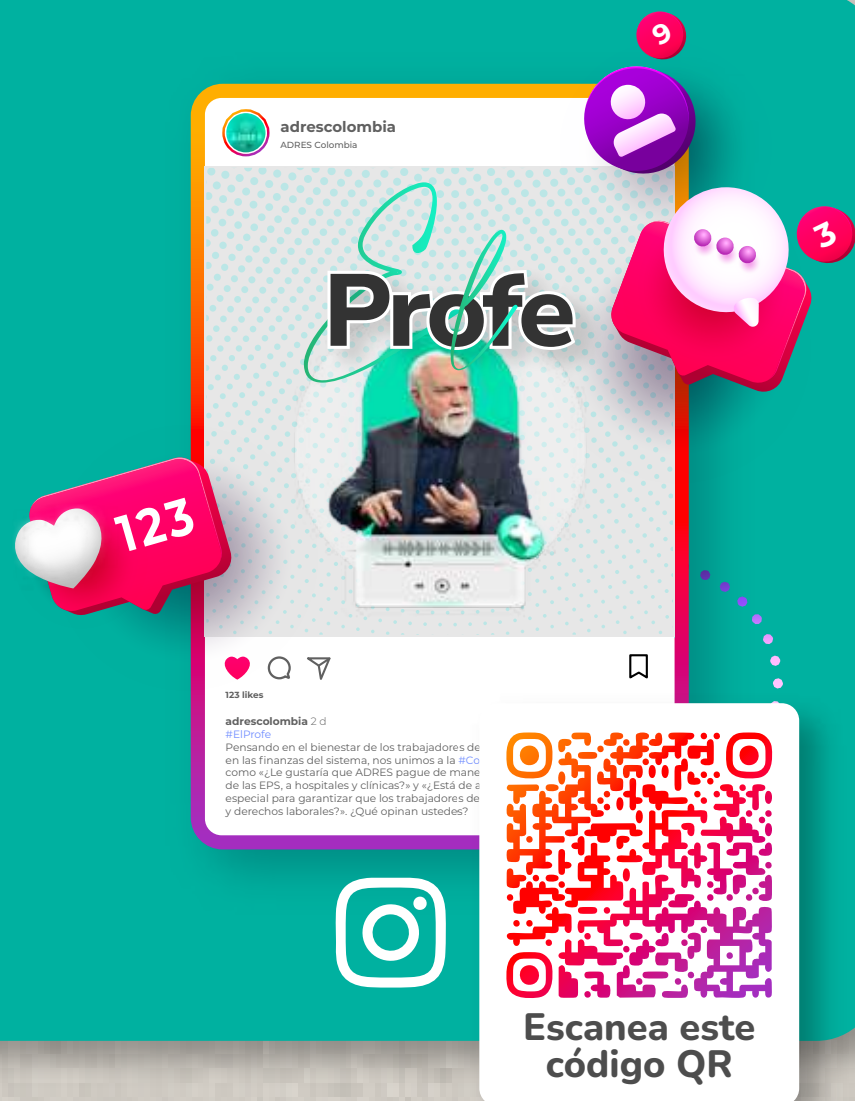 9
adrescolombia
ADRES Colombia
3
El
Profe
123
123 likes
adrescolombia 2 d
#ElProfe
Pensando en el bienestar de los trabajadores de
en las finanzas del sistema, nos unimos a la #Co
como «¿Le gustaría que ADRES pague de mane
de las EPS, a hospitales y clínicas?» y «¿Está de a
especial para garantizar que los trabajadores de
y derechos laborales?». ¿Qué opinan ustedes?
Escanea este
código QR